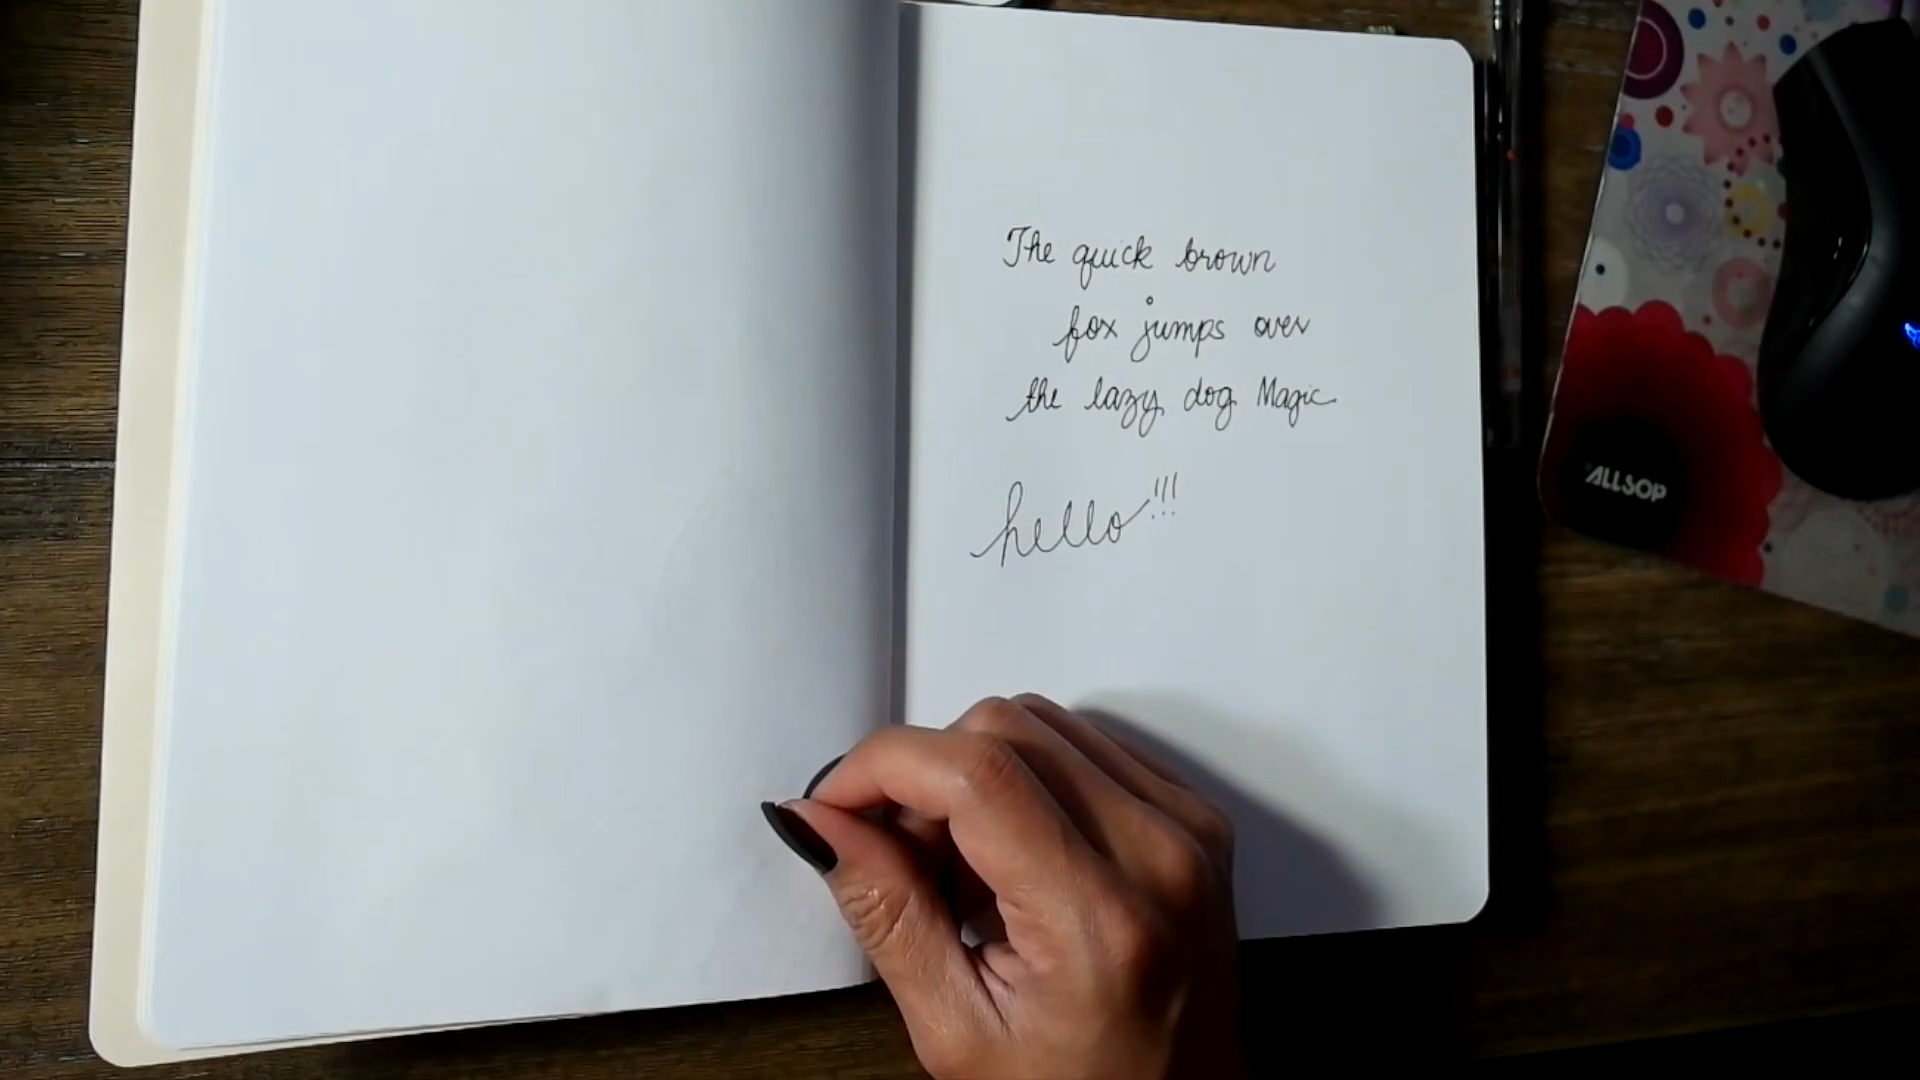 The quick brown
fox jumps over
the lazy dog Magic
hello!!!
ALLSOP